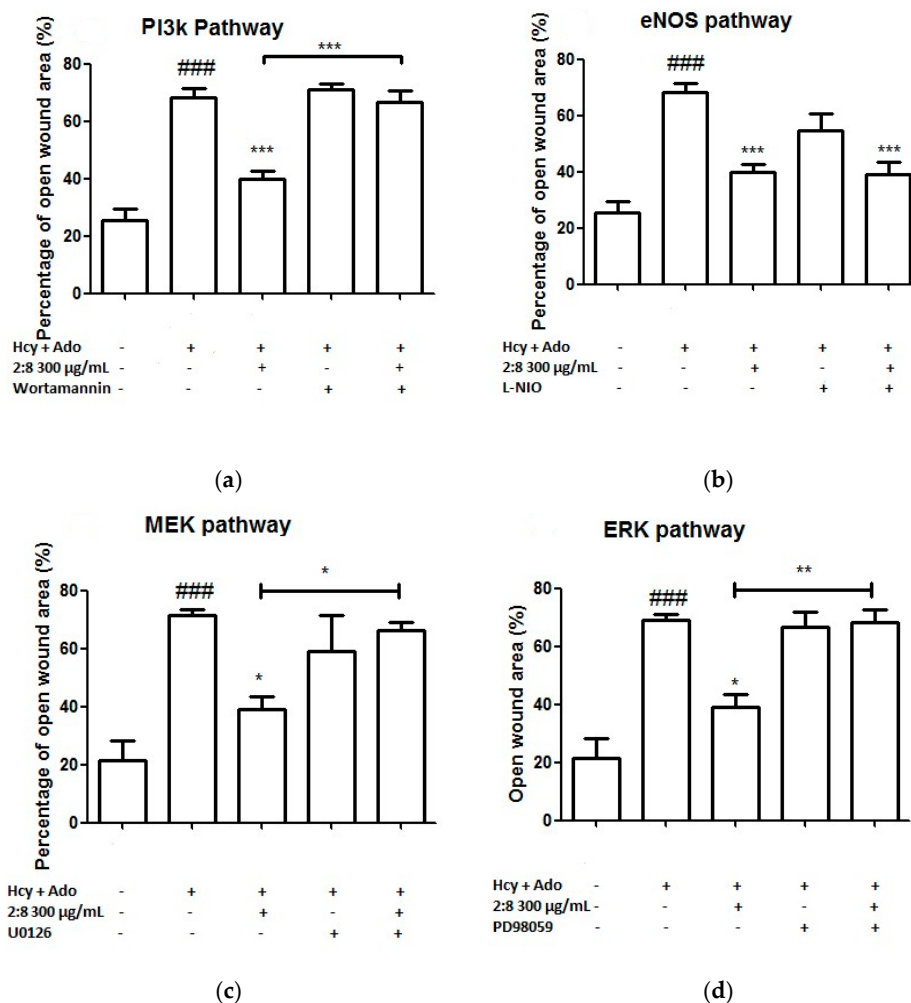 PI3k Pathway
Percentage of open wound area (%)
80
60
40
20
0
###
***
***
Hcy + Ado - + + + +
2:8 300 µg/mL - - + - +
Wortamannin - - - + +
(a)
eNOS pathway
Percentage of open wound area (%)
80
60
40
20
0
###
***
***
Hcy + Ado - + + + +
2:8 300 µg/mL - - + - +
L-NIO - - - + +
(b)
MEK pathway
Percentage of open wound area (%)
80
60
40
20
0
###
*
*
Hcy + Ado - + + + +
2:8 300 µg/mL - - + - +
U0126 - - - + +
(c)
ERK pathway
Open wound area (%)
80
60
40
20
0
###
*
**
Hcy + Ado - + + + +
2:8 300 µg/mL - - + - +
PD98059 - - - + +
(d)